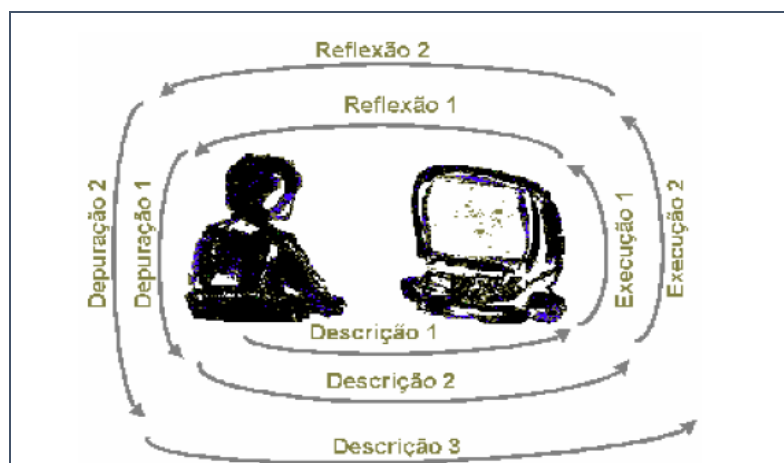 Reflexão 2
Reflexão 1
Depuração 2
Depuração 1
Execução 1
Execução 2
Descrição 1
Descrição 2
Descrição 3